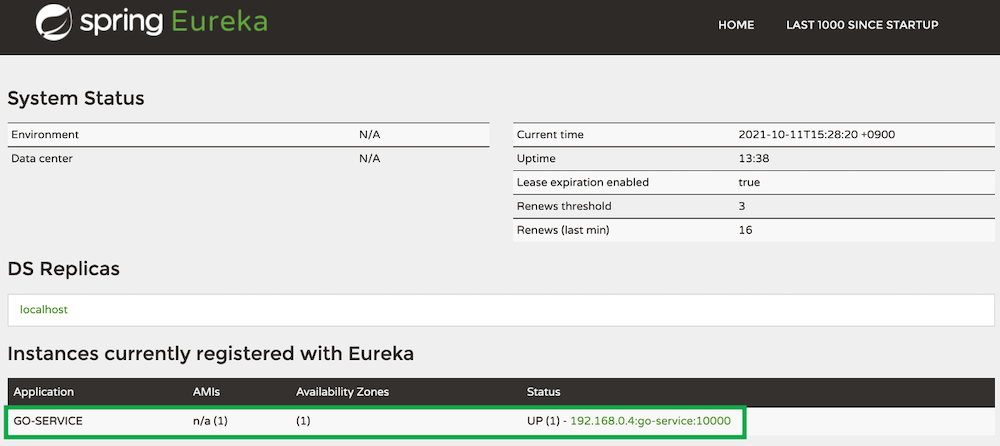 spring Eureka
HOME LAST 1000 SINCE STARTUP
System Status
Environment N/A
Data center N/A
Current time 2021-10-11T15:28:20 +0900
Uptime 13:38
Lease expiration enabled true
Renews threshold 3
Renews (last min) 16
DS Replicas
localhost
Instances currently registered with Eureka
Application AMIs Availability Zones Status
GO-SERVICE n/a (1) (1) UP (1) - 192.168.0.4:go-service:10000